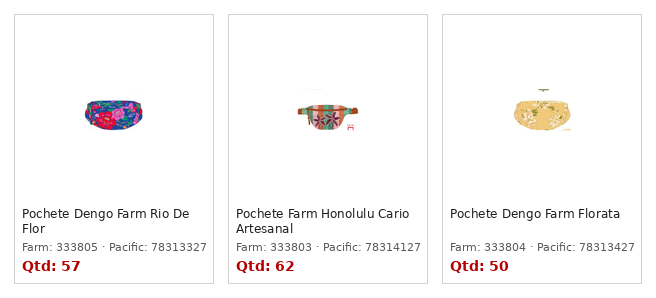 Pochete Dengo Farm Rio De
Flor
Farm: 333805 · Pacific: 78313327
Qtd: 57
Pochete Farm Honolulu Cario
Artesanal
Farm: 333803 · Pacific: 78314127
Qtd: 62
Pochete Dengo Farm Florata
Farm: 333804 · Pacific: 78313427
Qtd: 50